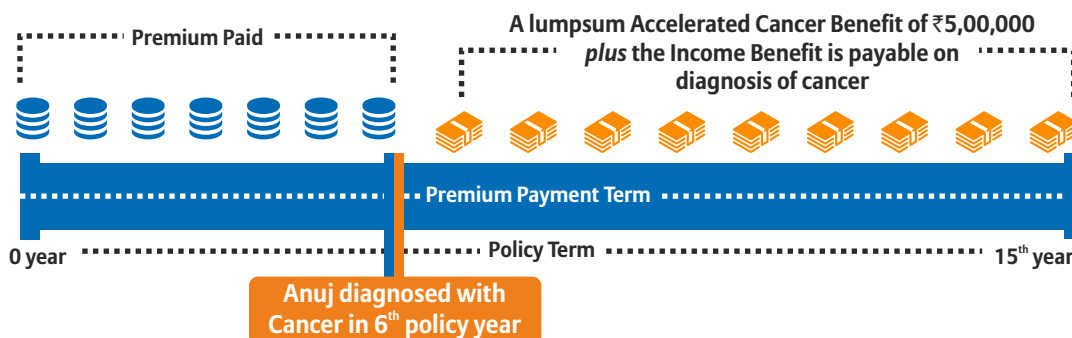 Premium Paid
A lumpsum Accelerated Cancer Benefit of ₹5,00,000
plus the Income Benefit is payable on
diagnosis of cancer
Premium Payment Term
0 year
Policy Term
15th year
Anuj diagnosed with
Cancer in 6th policy year